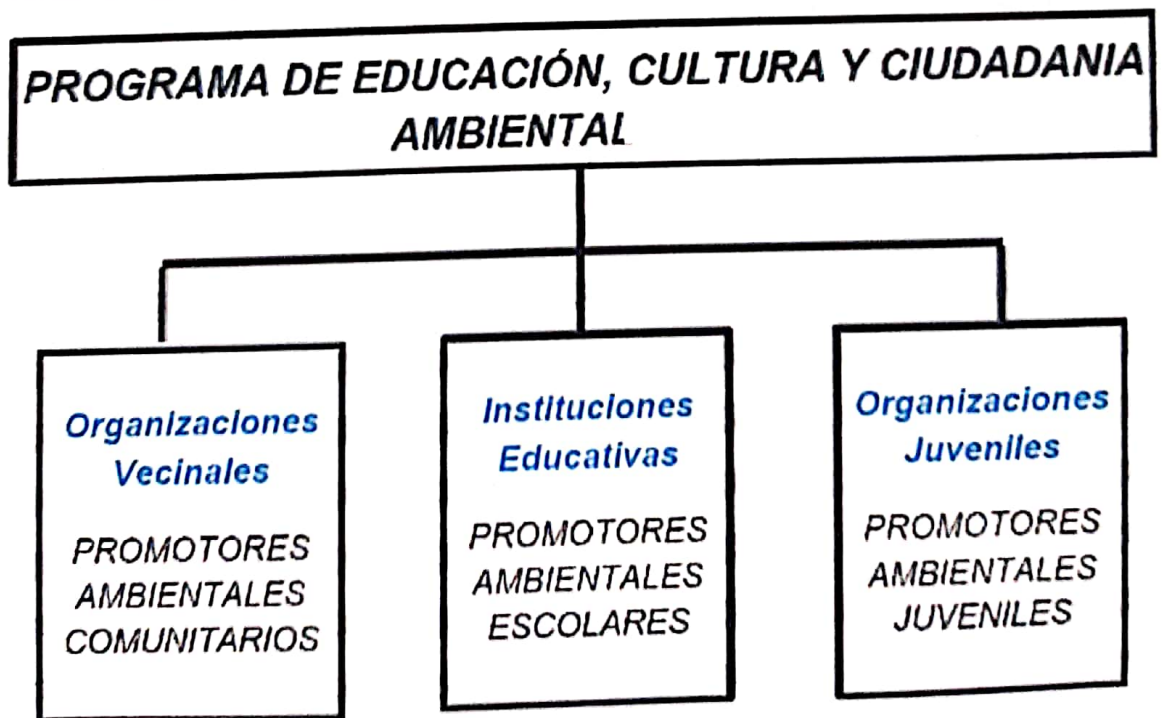 PROGRAMA DE EDUCACIÓN, CULTURA Y CIUDADANIA
AMBIENTAL
Organizaciones
Vecinales
PROMOTORES
AMBIENTALES
COMUNITARIOS
Instituciones
Educativas
PROMOTORES
AMBIENTALES
ESCOLARES
Organizaciones
Juveniles
PROMOTORES
AMBIENTALES
JUVENILES